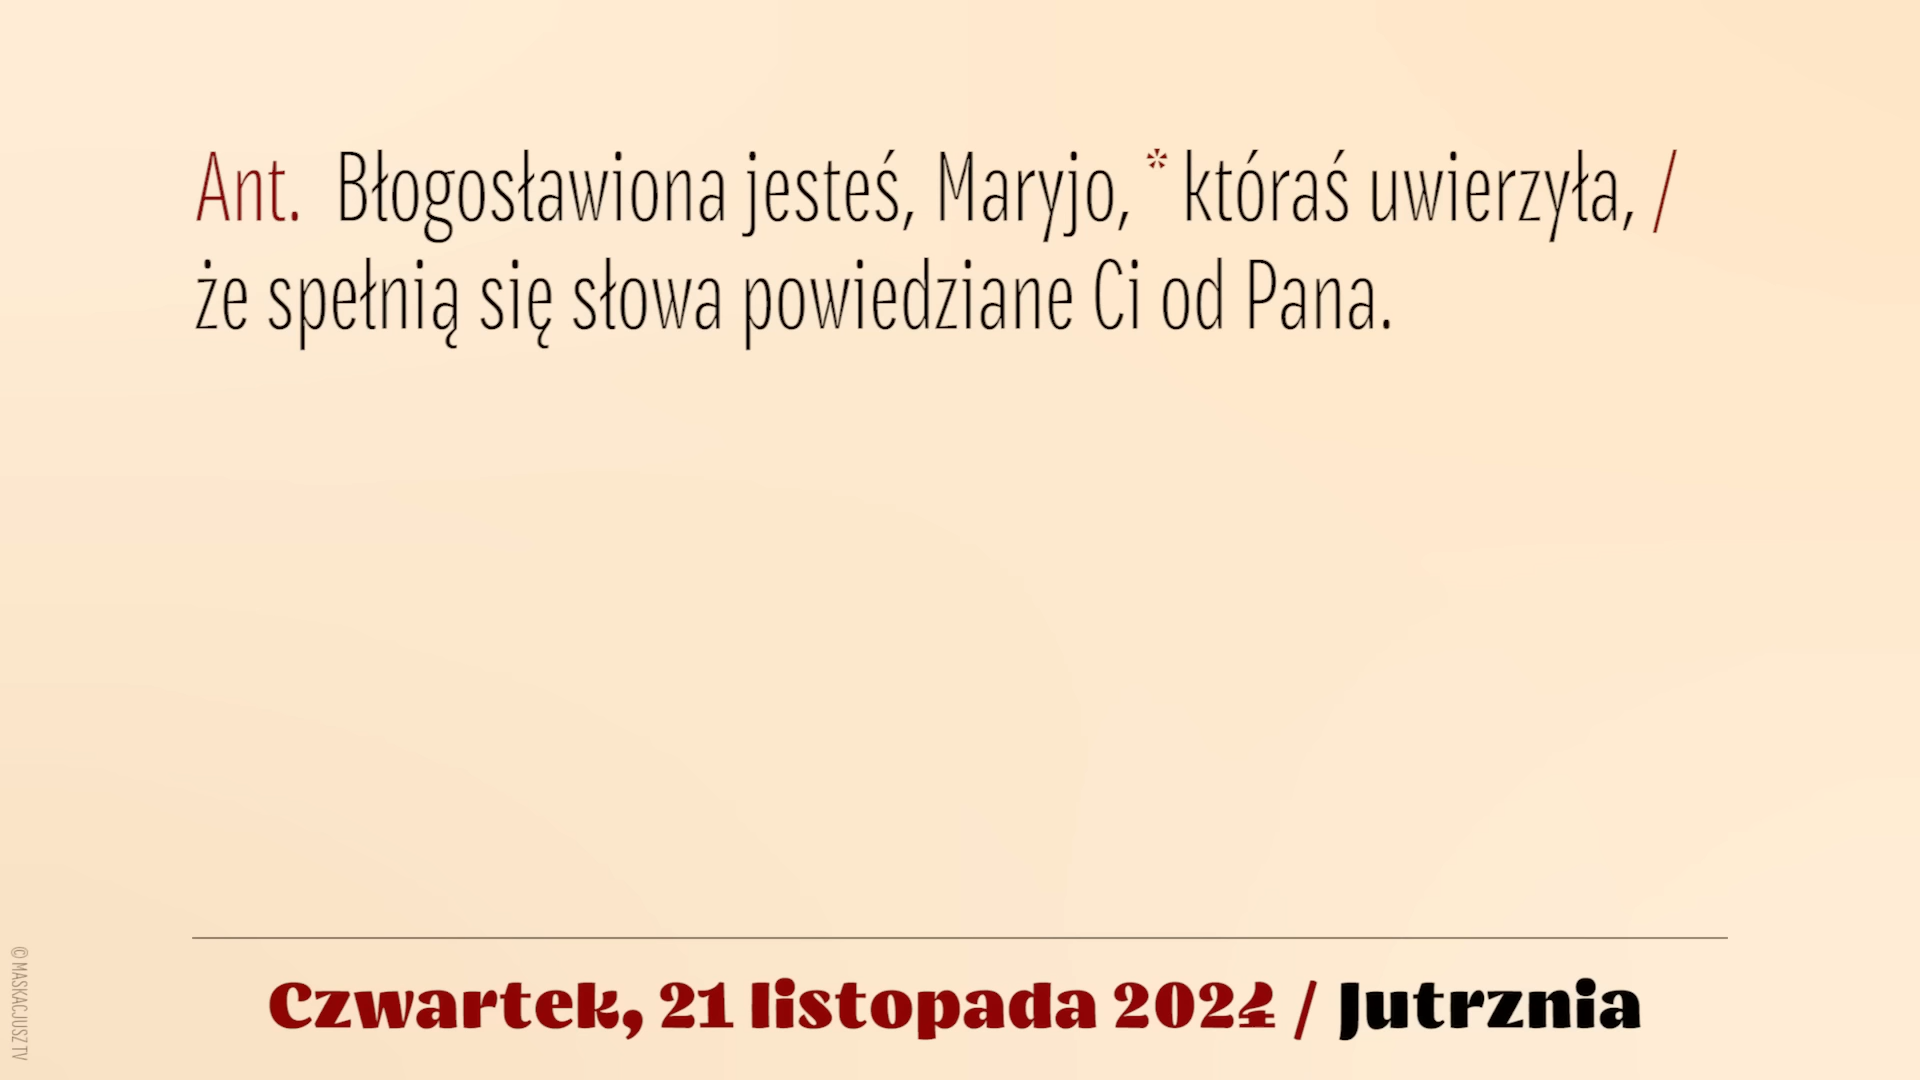 Ant. Błogosławiona jesteś, Maryjo, * któraś uwierzyła, /
że spełnią się słowa powiedziane Ci od Pana.
Czwartek, 21 listopada 2024 / Jutrznia
© MASKACJUSZ TV